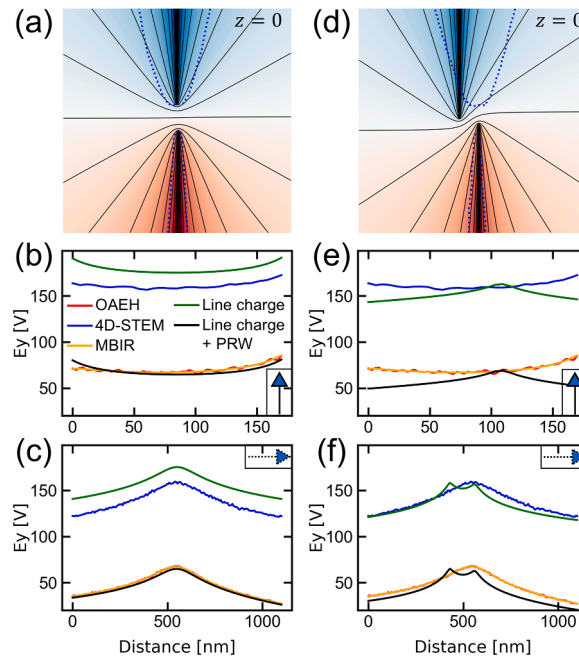 (a)
z = 0
(d)
z = 0
(b)
Ey [V]
150
100
50
OAEH
4D-STEM
MBIR
Line charge
Line charge
+ PRW
0
50
100
150
(e)
Ey [V]
150
100
50
0
50
100
150
(c)
Ey [V]
150
100
50
0
500
1000
Distance [nm]
(f)
Ey [V]
150
100
50
0
500
1000
Distance [nm]